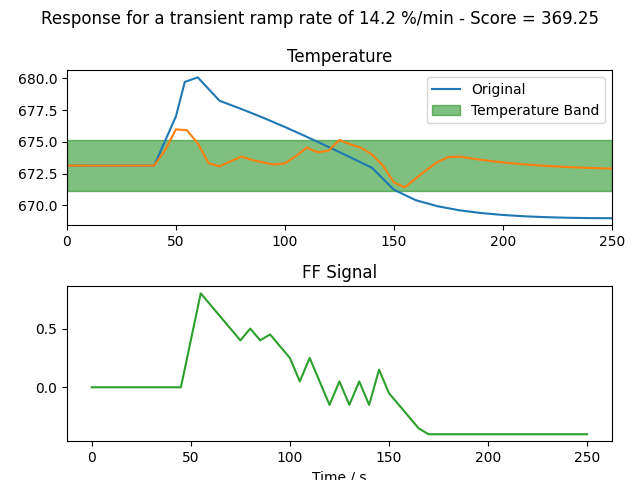 Response for a transient ramp rate of 14.2 %/min - Score = 369.25
Temperature
680.0
677.5
675.0
672.5
670.0
Original
Temperature Band
0 50 100 150 200 250
FF Signal
0.5
0.0
0 50 100 150 200 250
Time / s